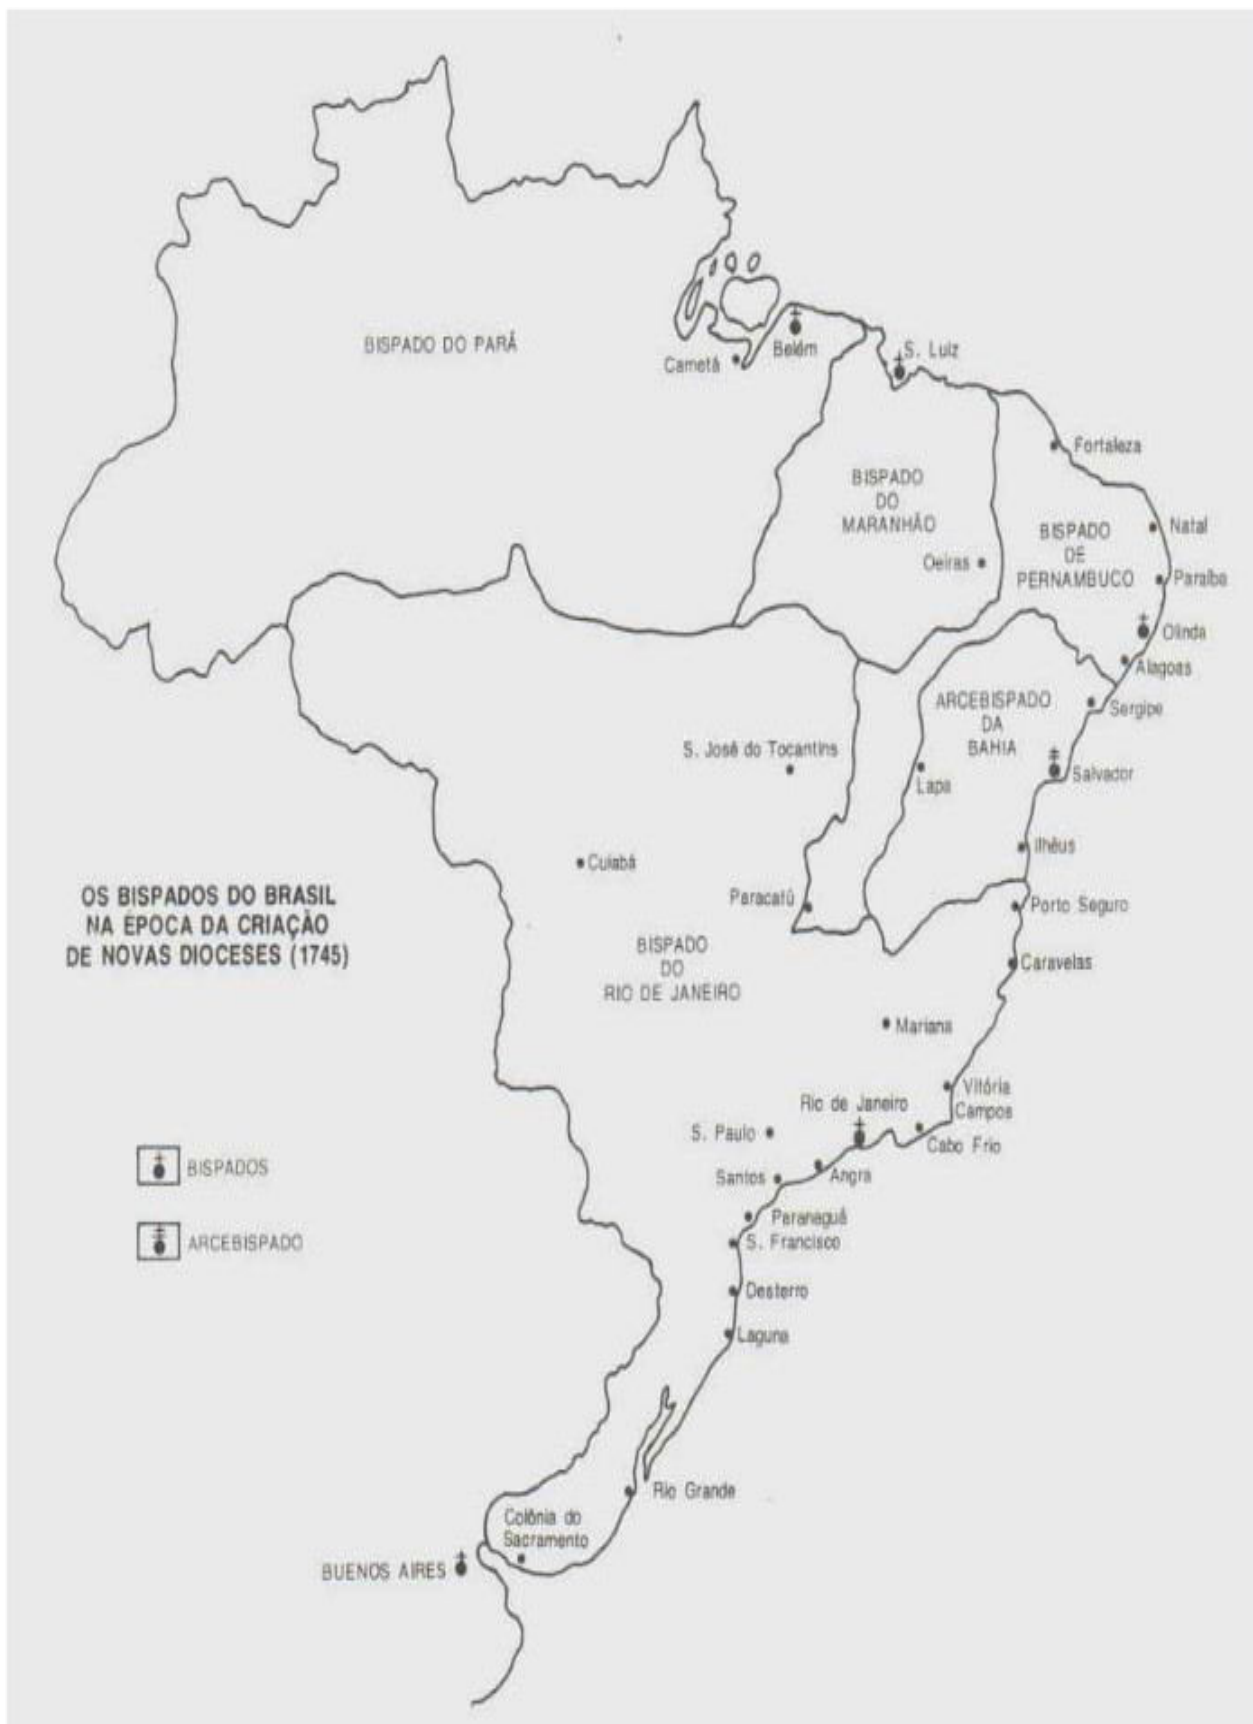 BISPADO DO PARÁ
Cametá
Belém
S. Luiz
Fortaleza
BISPADO
DO
MARANHÃO
Natal
BISPADO
DE
PERNAMBUCO
Oeiras
Paraíba
Olinda
Alagoas
ARCEBISPADO
DA
BAHIA
Sergipe
S. José do Tocantins
Salvador
Lapa
Ilhéus
Cuiabá
OS BISPADOS DO BRASIL
NA ÉPOCA DA CRIAÇÃO
DE NOVAS DIOCESES (1745)
Paracatú
Porto Seguro
BISPADO
DO
RIO DE JANEIRO
Caravelas
Mariana
Vitória
Rio de Janeiro
Campos
S. Paulo
Cabo Frio
BISPADOS
Santos
Angra
Paranaguá
ARCEBISPADO
S. Francisco
Desterro
Laguna
Rio Grande
Colônia do
Sacramento
BUENOS AIRES